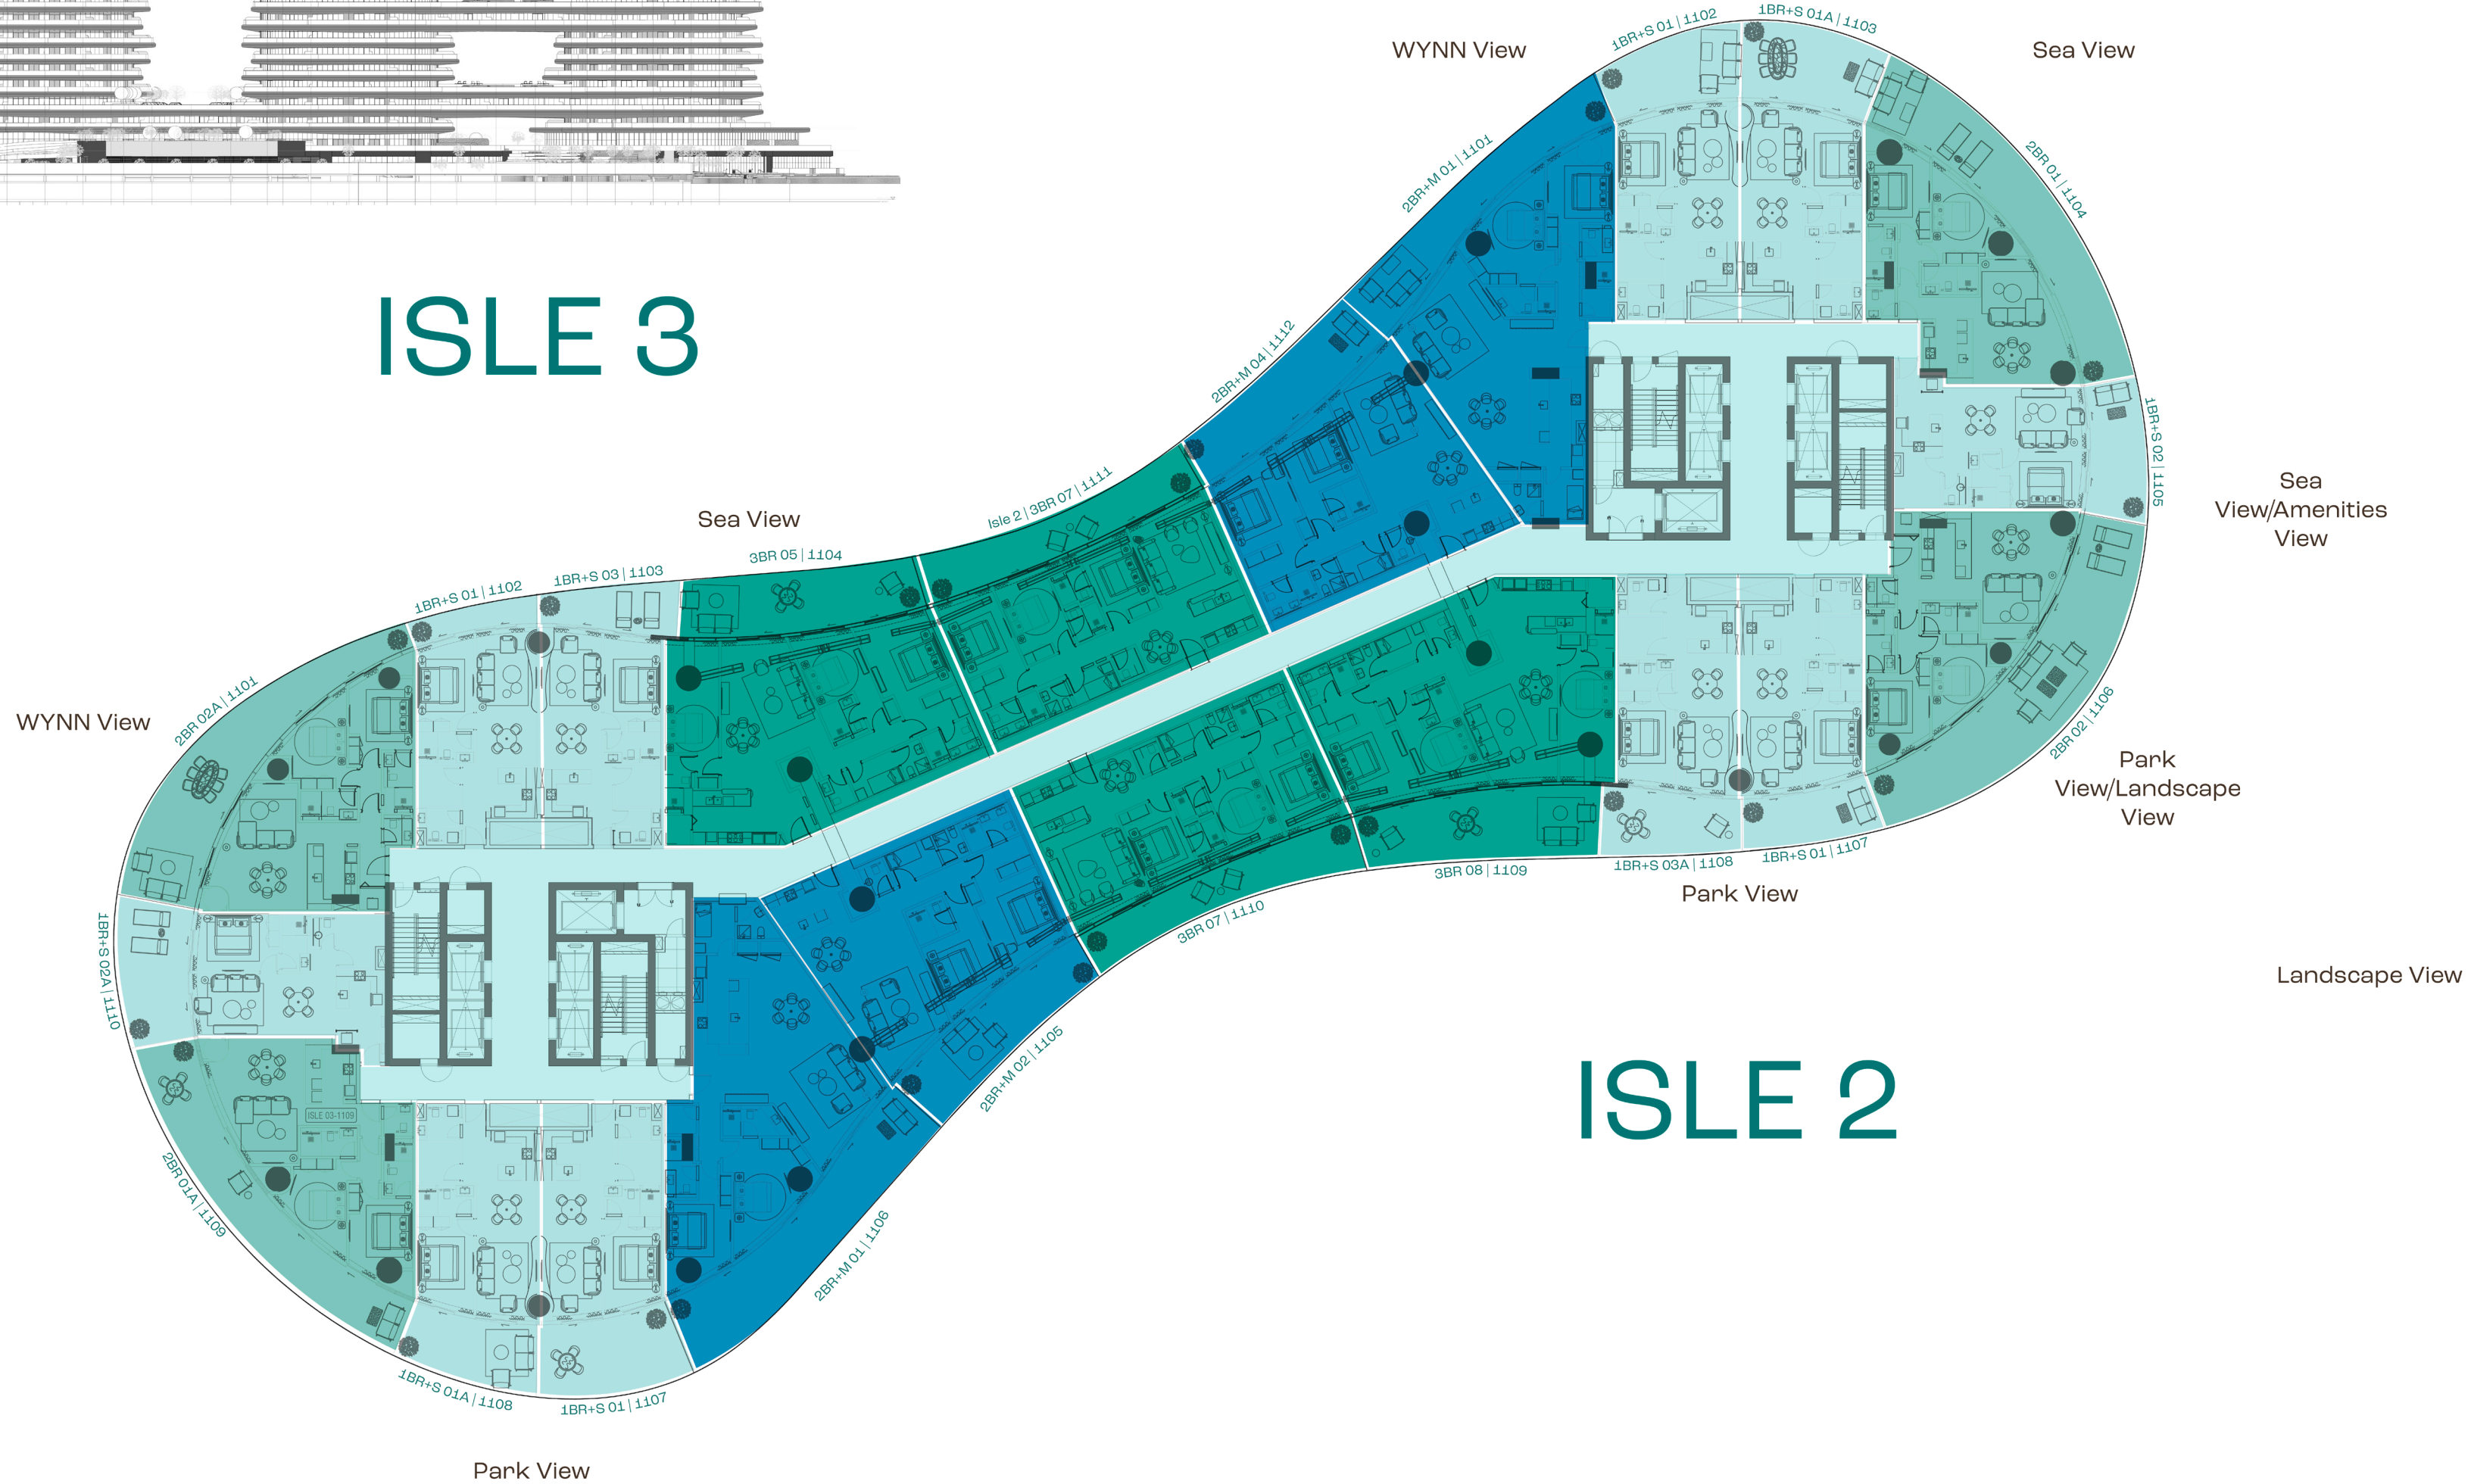 WYNN View
1BR+S 01 | 1102
1BR+S 01A | 1103
Sea View
2BR+M 01 | 1101
2BR 01 | 1104
ISLE 3
2BR+M 04 | 1112
1BR+S 02 | 1105
Sea
View/Amenities
View
Isle 2 | 3BR 07 | 1111
Sea View
3BR 05 | 1104
1BR+S 03 | 1103
1BR+S 01 | 1102
2BR 02A | 1101
WYNN View
2BR 02 | 1106
Park
View/Landscape
View
1BR+S 01 | 1107
1BR+S 03A | 1108
3BR 08 | 1109
Park View
3BR 07 | 1110
1BR+S 02A | 1110
Landscape View
2BR+M 02 | 1105
ISLE 2
ISLE 03-1109
2BR 01A | 1109
2BR+M 01 | 1106
1BR+S 01A | 1108
1BR+S 01 | 1107
Park View